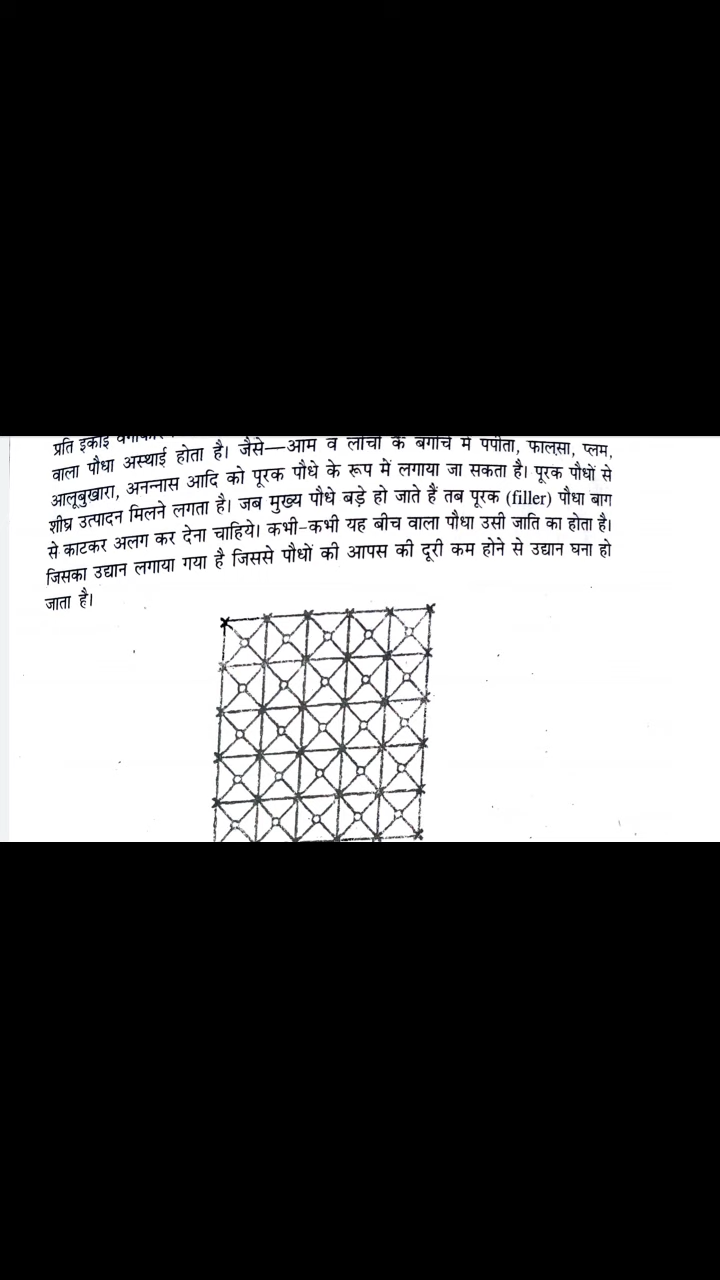 प्रति इकाई
वाला पौधा अस्थाई होता है। जैसे—आम व लीची के बगीचे में पपीता, फालसा, प्लम,
आलूबुखारा, अनन्नास आदि को पूरक पौधे के रूप में लगाया जा सकता है। पूरक पौधों से
शीघ्र उत्पादन मिलने लगता है। जब मुख्य पौधे बड़े हो जाते हैं तब पूरक (filler) पौधा बाग
से काटकर अलग कर देना चाहिये। कभी-कभी यह बीच वाला पौधा उसी जाति का होता है।
जिसका उद्यान लगाया गया है जिससे पौधों की आपस की दूरी कम होने से उद्यान घना हो
जाता है।